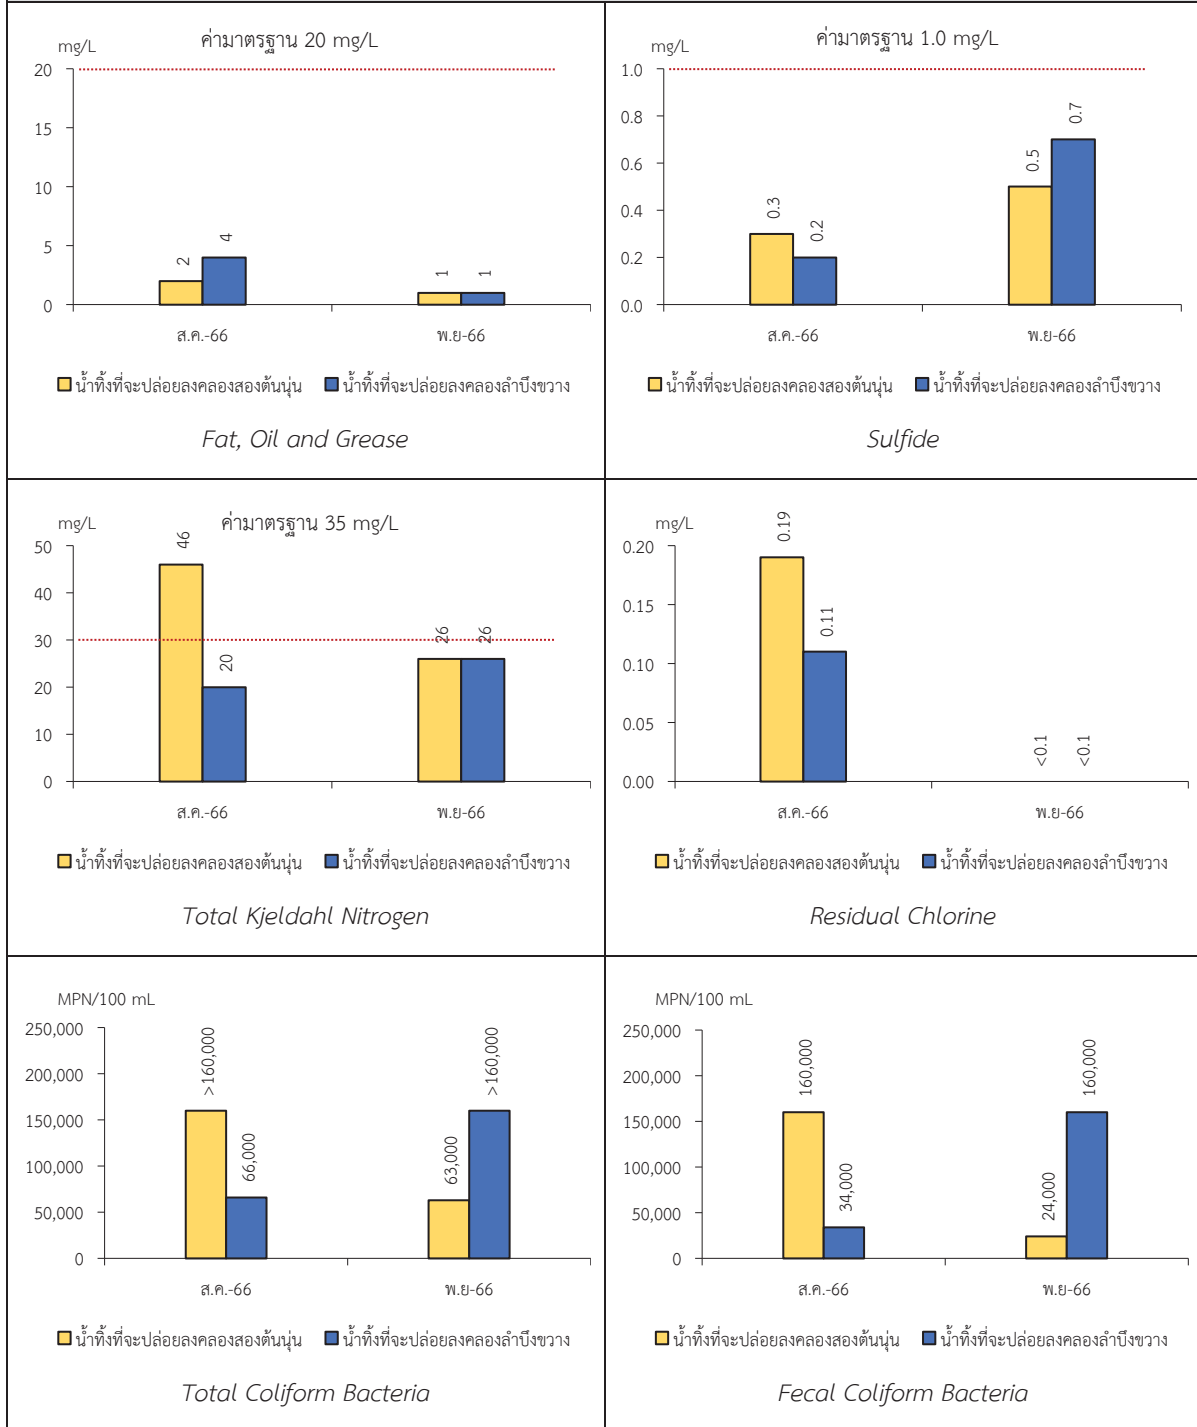 ค่ามาตรฐาน 20 mg/L
mg/L
20
15
10
5
0
2
4
1
1
ส.ค.-66
พ.ย-66
น้ำทิ้งที่จะปล่อยลงคลองสองต้นนุ่น
น้ำทิ้งที่จะปล่อยลงคลองลำบึงขวาง
Fat, Oil and Grease
ค่ามาตรฐาน 1.0 mg/L
mg/L
1.0
0.8
0.6
0.4
0.2
0.0
0.3
0.2
0.5
0.7
ส.ค.-66
พ.ย-66
น้ำทิ้งที่จะปล่อยลงคลองสองต้นนุ่น
น้ำทิ้งที่จะปล่อยลงคลองลำบึงขวาง
Sulfide
ค่ามาตรฐาน 35 mg/L
mg/L
50
40
30
20
10
0
46
20
26
26
ส.ค.-66
พ.ย-66
น้ำทิ้งที่จะปล่อยลงคลองสองต้นนุ่น
น้ำทิ้งที่จะปล่อยลงคลองลำบึงขวาง
Total Kjeldahl Nitrogen
mg/L
0.20
0.15
0.10
0.05
0.00
0.19
0.11
<0.1
<0.1
ส.ค.-66
พ.ย-66
น้ำทิ้งที่จะปล่อยลงคลองสองต้นนุ่น
น้ำทิ้งที่จะปล่อยลงคลองลำบึงขวาง
Residual Chlorine
MPN/100 mL
250,000
200,000
150,000
100,000
50,000
0
>160,000
66,000
63,000
>160,000
ส.ค.-66
พ.ย-66
น้ำทิ้งที่จะปล่อยลงคลองสองต้นนุ่น
น้ำทิ้งที่จะปล่อยลงคลองลำบึงขวาง
Total Coliform Bacteria
MPN/100 mL
250,000
200,000
150,000
100,000
50,000
0
160,000
34,000
24,000
160,000
ส.ค.-66
พ.ย-66
น้ำทิ้งที่จะปล่อยลงคลองสองต้นนุ่น
น้ำทิ้งที่จะปล่อยลงคลองลำบึงขวาง
Fecal Coliform Bacteria